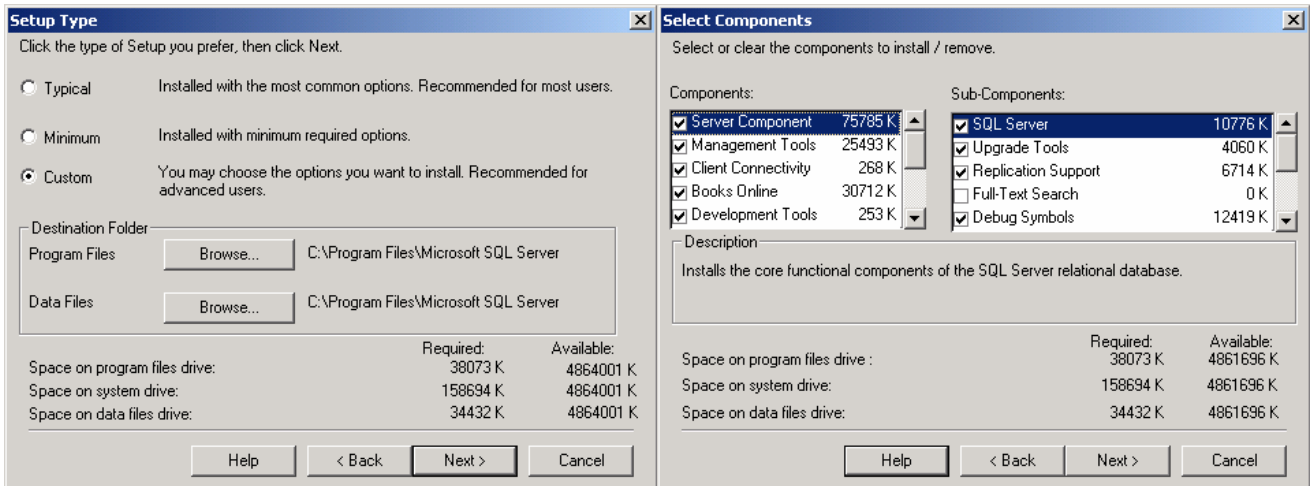 Setup Type
Click the type of Setup you prefer, then click Next.
Typical Installed with the most common options. Recommended for most users.
Minimum Installed with minimum required options.
Custom You may choose the options you want to install. Recommended for
advanced users.
Destination Folder
Program Files Browse... C:\Program Files\Microsoft SQL Server
Data Files Browse... C:\Program Files\Microsoft SQL Server
Required: Available:
Space on program files drive: 38073 K 4864001 K
Space on system drive: 158694 K 4864001 K
Space on data files drive: 34432 K 4864001 K
Help < Back Next > Cancel
Select Components
Select or clear the components to install / remove.
Components:
Server Component 75785 K
Management Tools 25493 K
Client Connectivity 268 K
Books Online 30712 K
Development Tools 253 K
Sub-Components:
SQL Server 10776 K
Upgrade Tools 4060 K
Replication Support 6714 K
Full-Text Search 0 K
Debug Symbols 12419 K
Description
Installs the core functional components of the SQL Server relational database.
Required: Available:
Space on program files drive : 38073 K 4861696 K
Space on system drive: 158694 K 4861696 K
Space on data files drive: 34432 K 4861696 K
Help < Back Next > Cancel